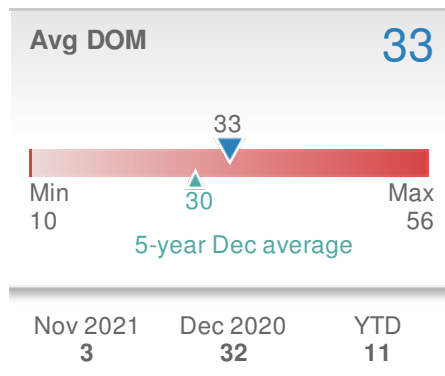 Avg DOM 33
33
Min 30 Max
10 56
5-year Dec average
Nov 2021 Dec 2020 YTD
3 32 11